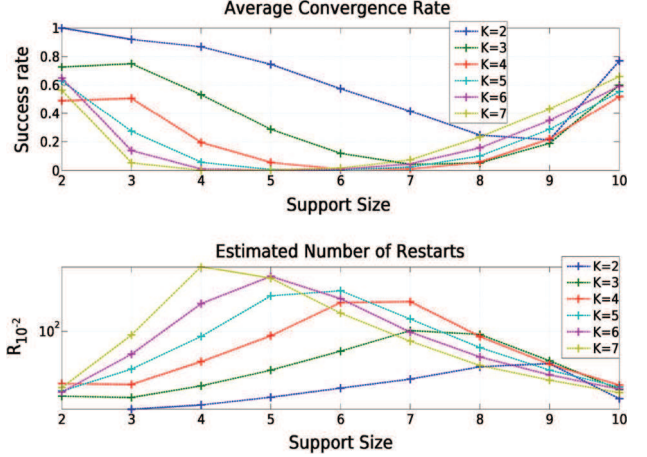 Average Convergence Rate
Success rate
1
0.8
0.6
0.4
0.2
0
K=2
K=3
K=4
K=5
K=6
K=7
2 3 4 5 6 7 8 9 10
Support Size
Estimated Number of Restarts
R10-2
10²
K=2
K=3
K=4
K=5
K=6
K=7
2 3 4 5 6 7 8 9 10
Support Size